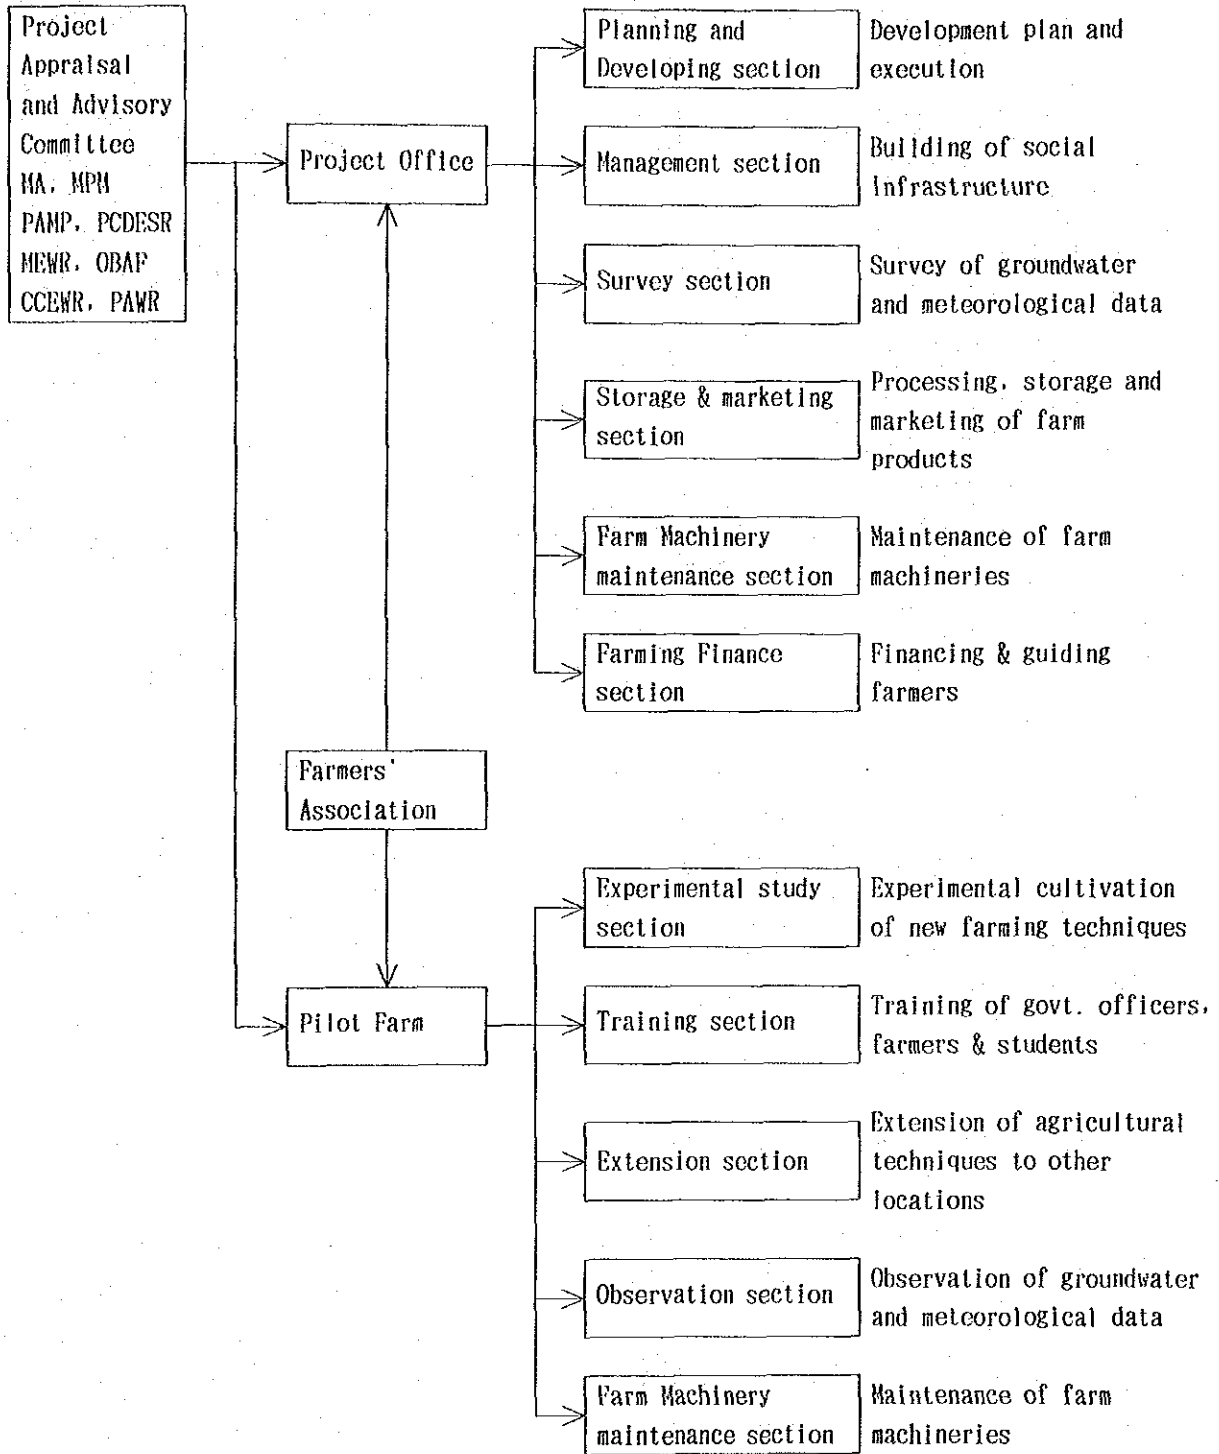 Project
Appraisal
and Advisory
Committee
MA, MPM
PAMP, PCDESR
MEWR, OBAF
CCEWR, PAWR
Project Office
Planning and
Developing section
Development plan and
execution
Management section
Building of social
infrastructure
Survey section
Survey of groundwater
and meteorological data
Storage & marketing
section
Processing, storage and
marketing of farm
products
Farm Machinery
maintenance section
Maintenance of farm
machineries
Farming Finance
section
Financing & guiding
farmers
Farmers'
Association
Pilot Farm
Experimental study
section
Experimental cultivation
of new farming techniques
Training section
Training of govt. officers,
farmers & students
Extension section
Extension of agricultural
techniques to other
locations
Observation section
Observation of groundwater
and meteorological data
Farm Machinery
maintenance section
Maintenance of farm
machineries